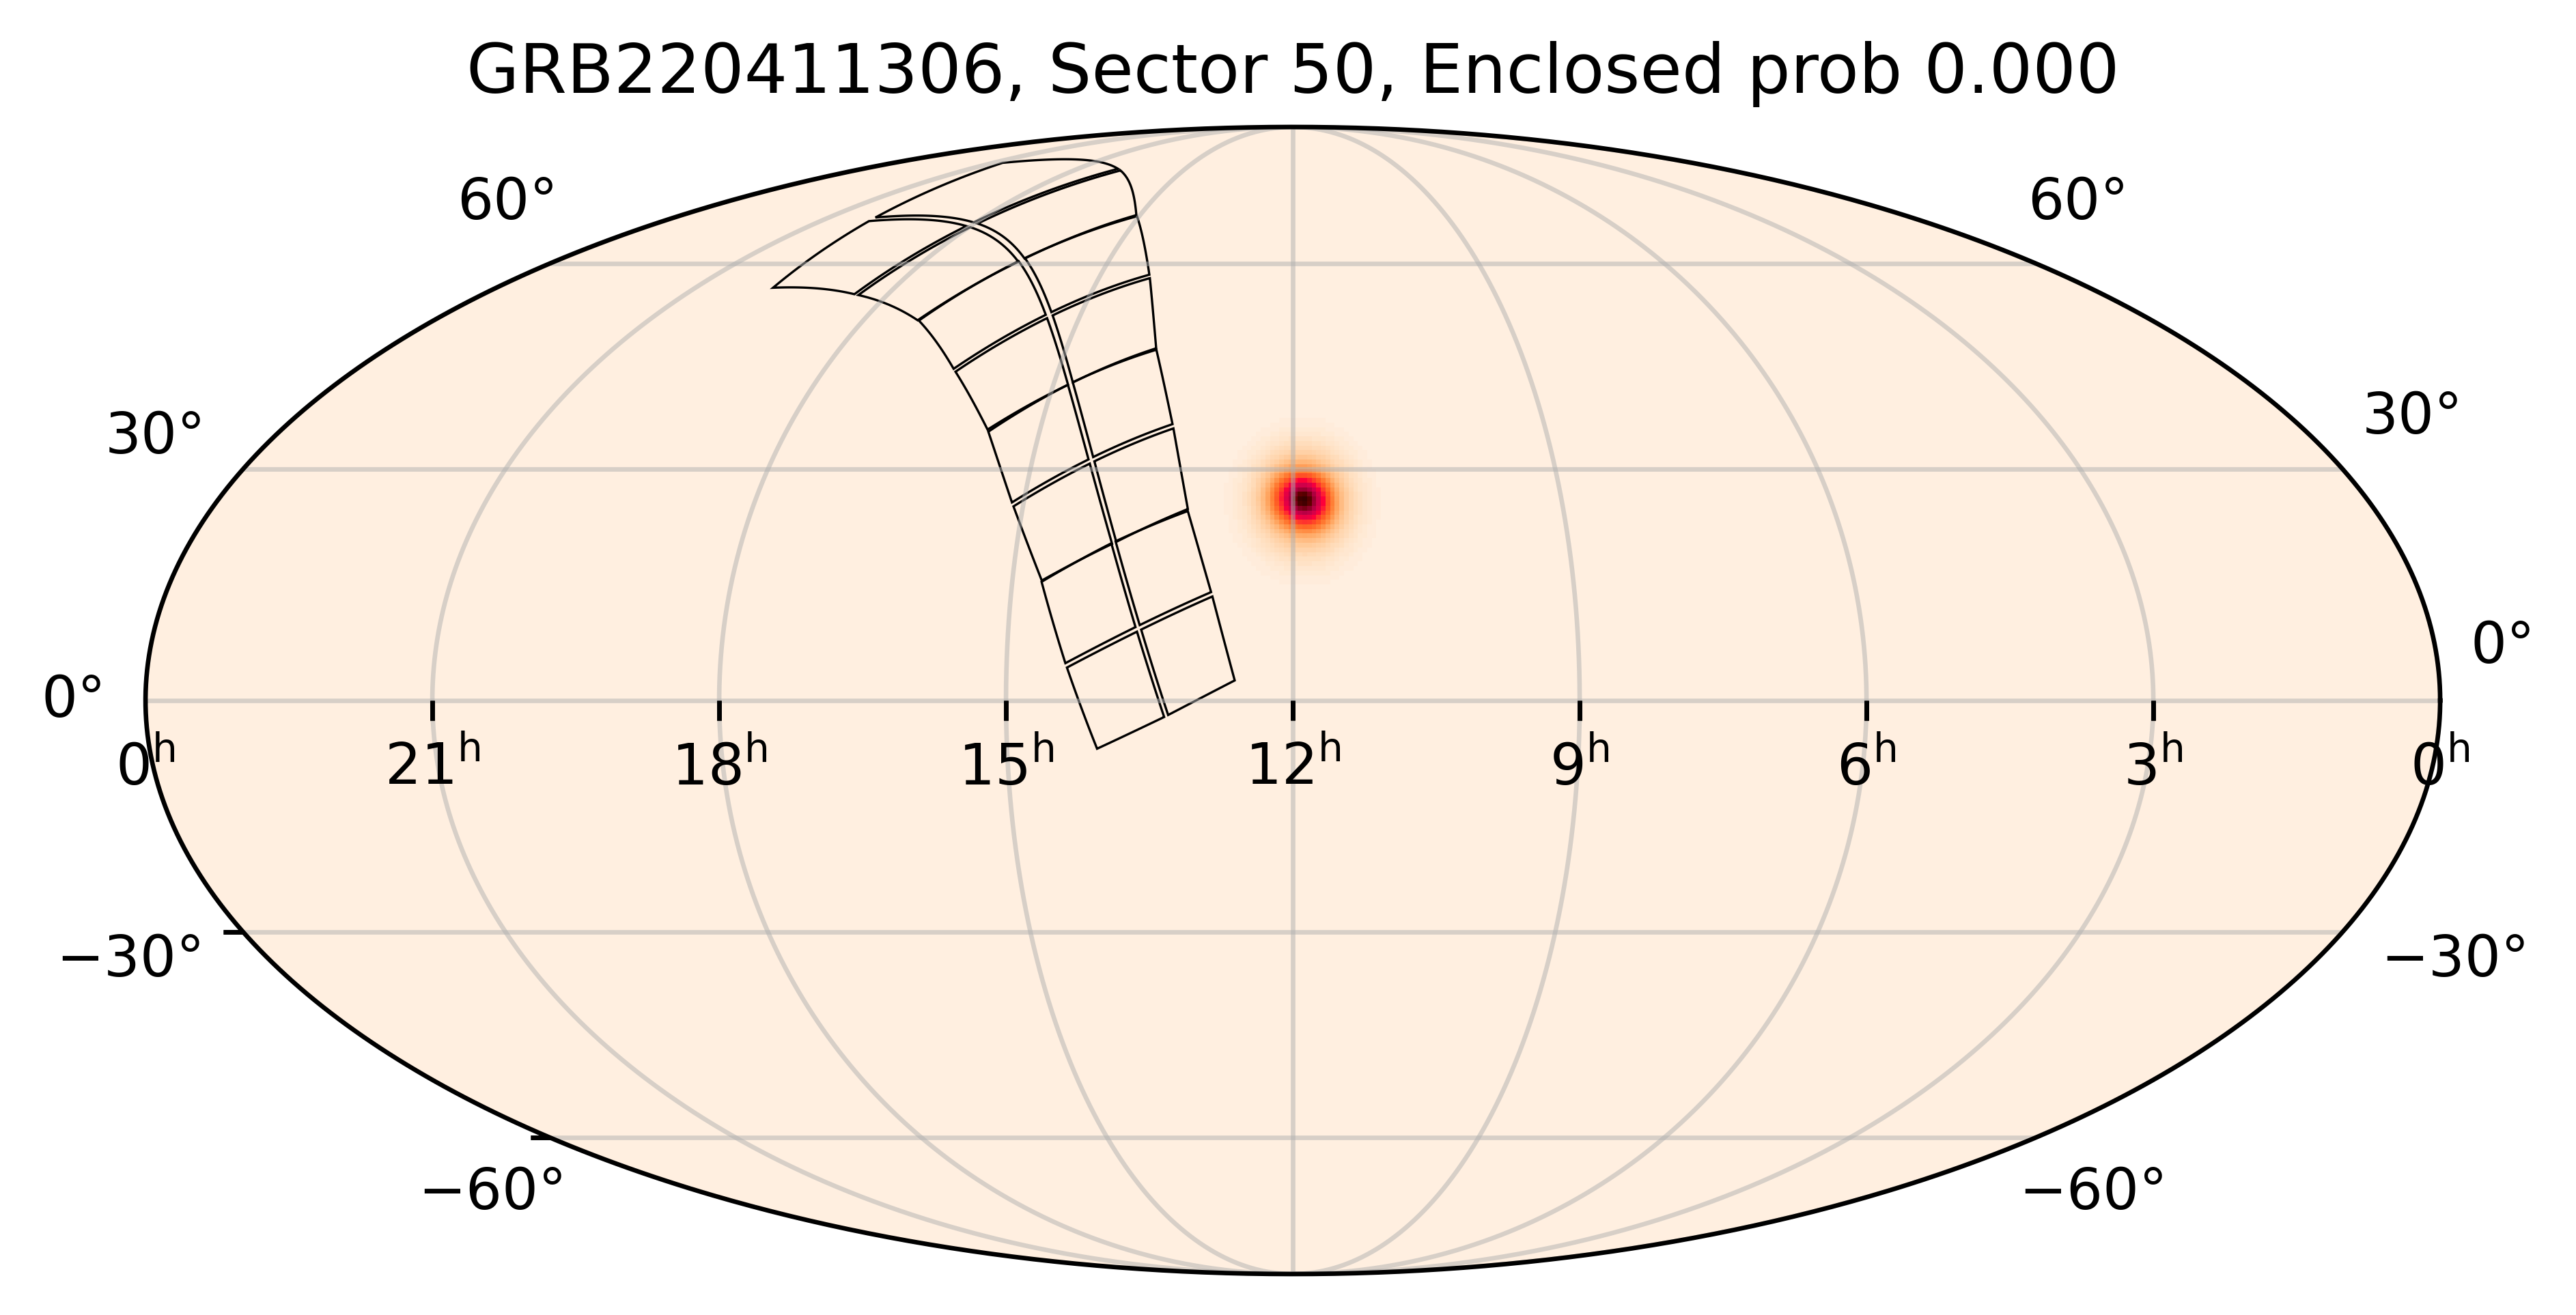 GRB220411306, Sector 50, Enclosed prob 0.000
60° 60°
30° 30°
0° 0°
0ʰ 21ʰ 18ʰ 15ʰ 12ʰ 9ʰ 6ʰ 3ʰ 0ʰ
−30° −30°
−60° −60°